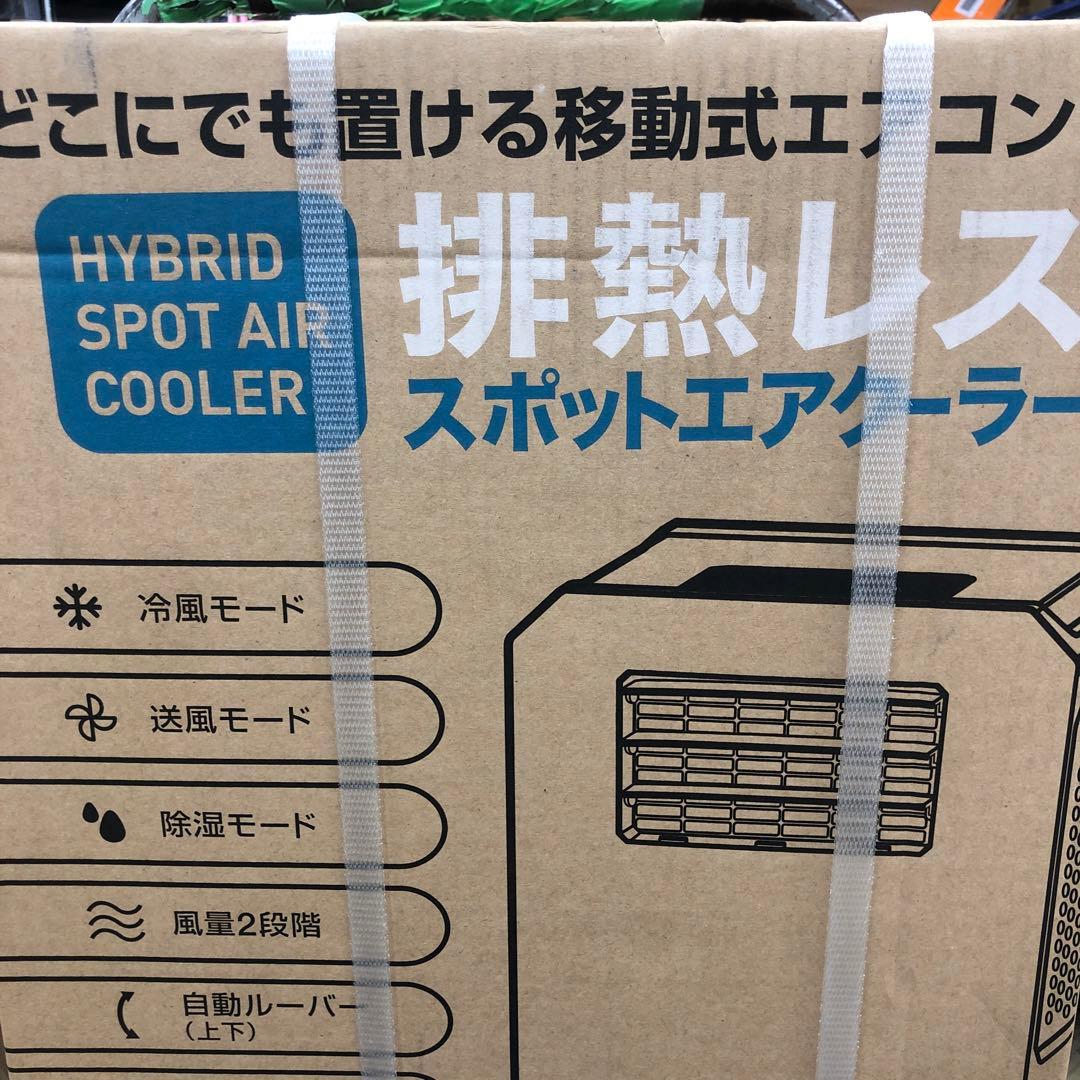 どこにでも置ける移動式エアコン
HYBRID
SPOT AIR
COOLER
排熱レス
スポットエアクーラー
冷風モード
送風モード
除湿モード
風量2段階
自動ルーバー
(上下)